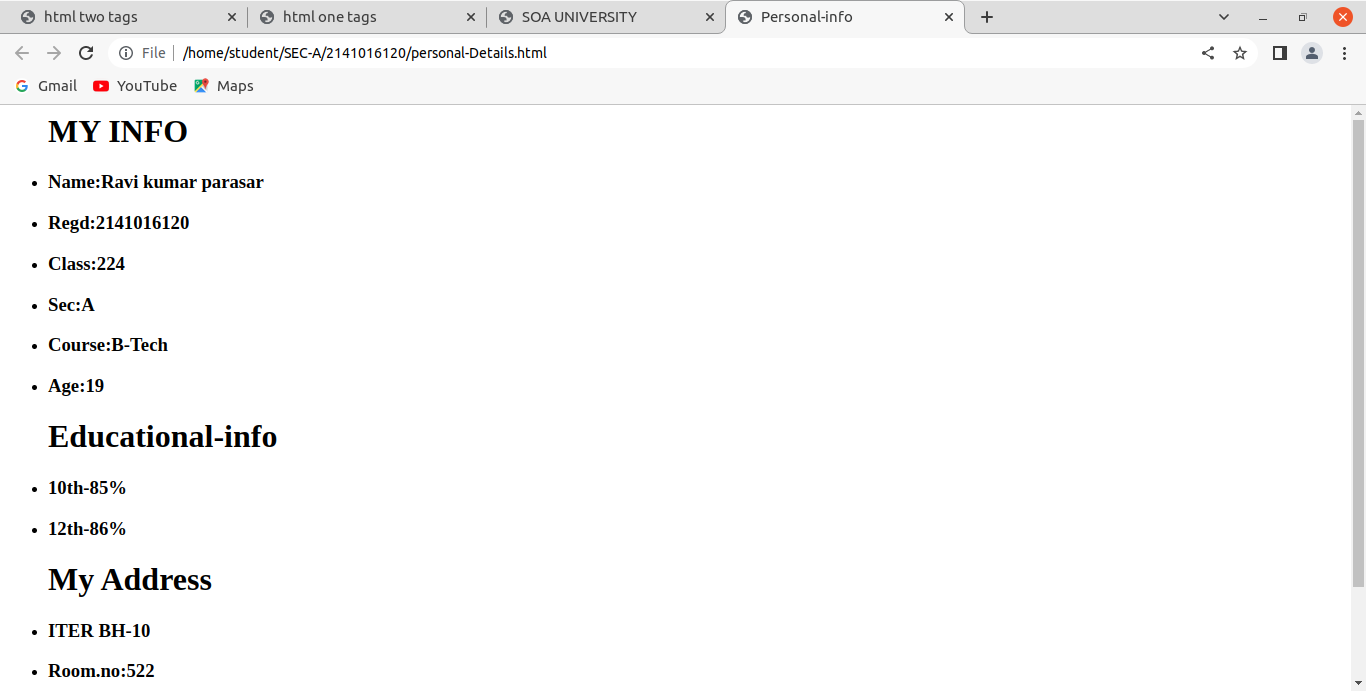 html two tags
html one tags
SOA UNIVERSITY
Personal-info
File
/home/student/SEC-A/2141016120/personal-Details.html
Gmail
YouTube
Maps
MY INFO
Name:Ravi kumar parasar
Regd:2141016120
Class:224
Sec:A
Course:B-Tech
Age:19
Educational-info
10th-85%
12th-86%
My Address
ITER BH-10
Room.no:522